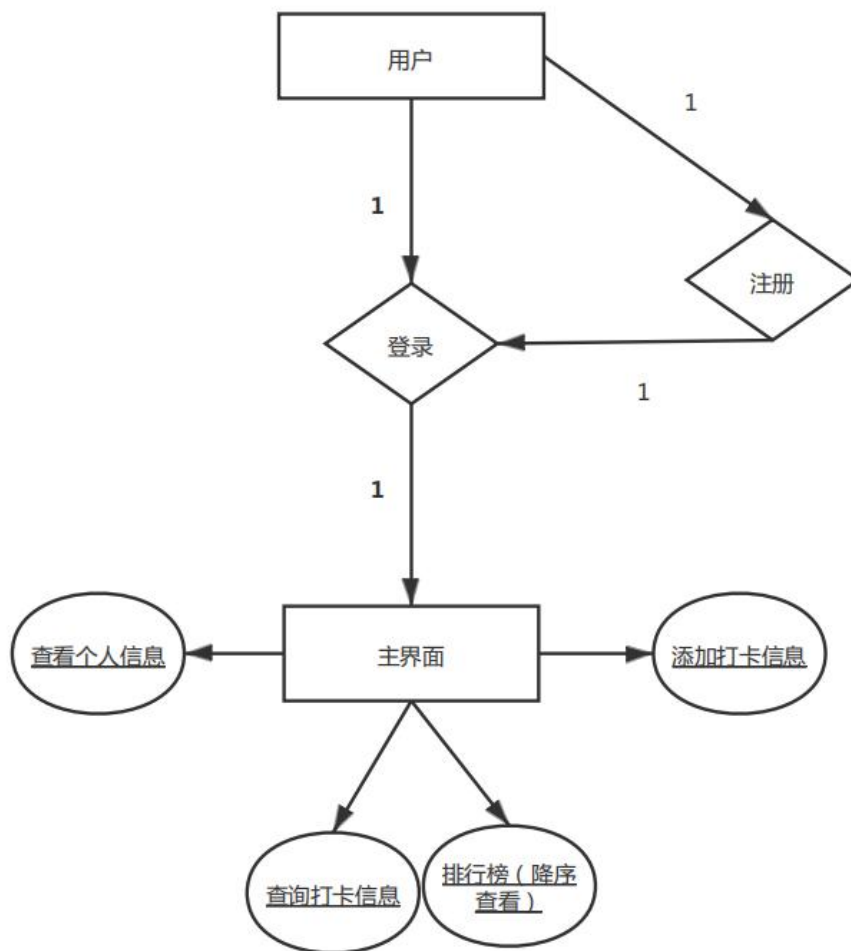 用户
1
1
注册
登录
1
1
查看个人信息
主界面
添加打卡信息
查询打卡信息
排行榜（降序
查看）